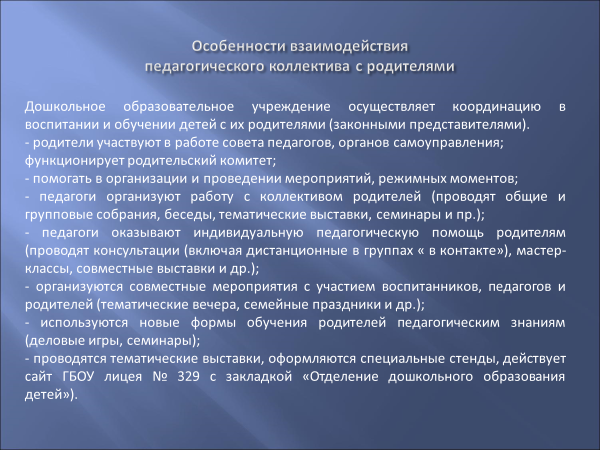 Особенности взаимодействия
педагогического коллектива с родителями
Дошкольное образовательное учреждение осуществляет координацию в
воспитании и обучении детей с их родителями (законными представителями).
- родители участвуют в работе совета педагогов, органов самоуправления;
функционирует родительский комитет;
- помогать в организации и проведении мероприятий, режимных моментов;
- педагоги организуют работу с коллективом родителей (проводят общие и
групповые собрания, беседы, тематические выставки, семинары и пр.);
- педагоги оказывают индивидуальную педагогическую помощь родителям
(проводят консультации (включая дистанционные в группах « в контакте»), мастер-
классы, совместные выставки и др.);
- организуются совместные мероприятия с участием воспитанников, педагогов и
родителей (тематические вечера, семейные праздники и др.);
- используются новые формы обучения родителей педагогическим знаниям
(деловые игры, семинары);
- проводятся тематические выставки, оформляются специальные стенды, действует
сайт ГБОУ лицея № 329 с закладкой «Отделение дошкольного образования
детей»).